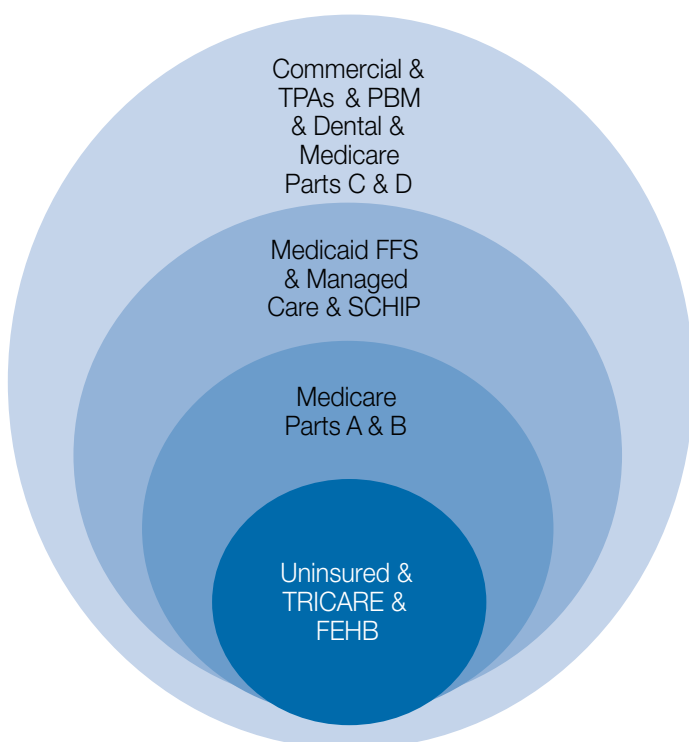 Commercial &
TPAs & PBM
& Dental &
Medicare
Parts C & D
Medicaid FFS
& Managed
Care & SCHIP
Medicare
Parts A & B
Uninsured &
TRICARE &
FEHB